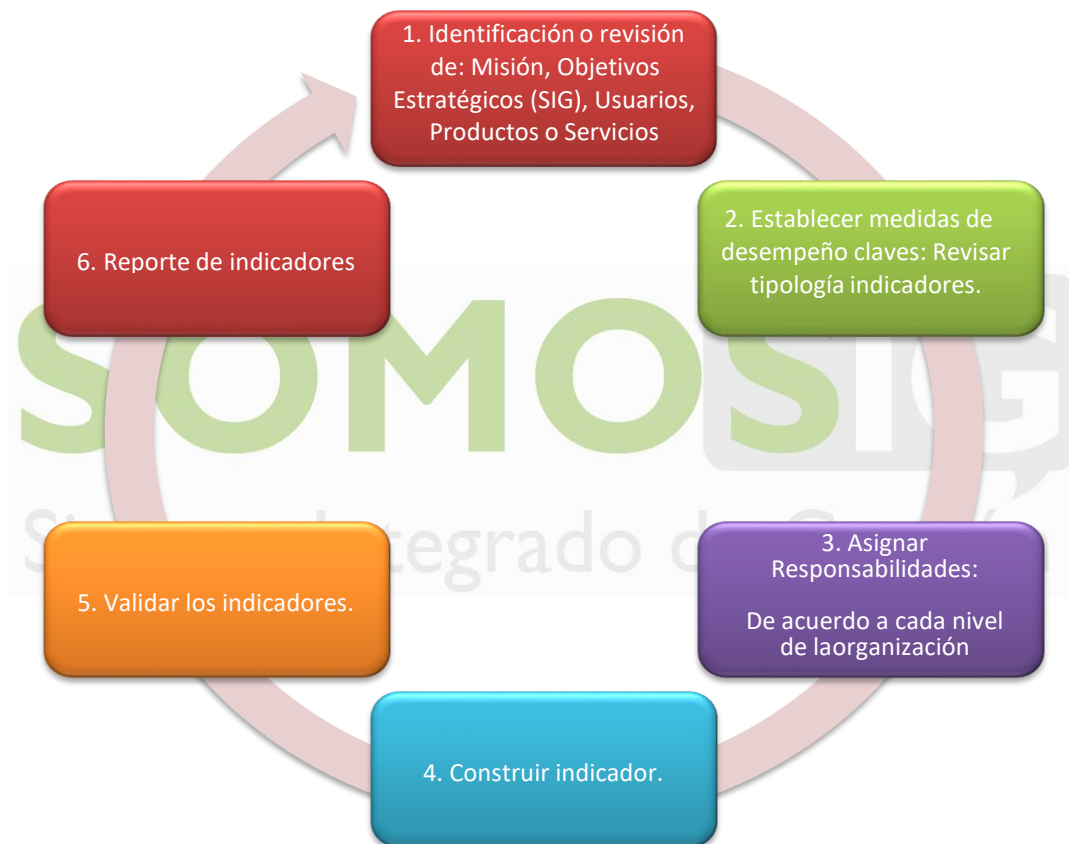 1. Identificación o revisión
de: Misión, Objetivos
Estratégicos (SIG), Usuarios,
Productos o Servicios
2. Establecer medidas de
desempeño claves: Revisar
tipología indicadores.
3. Asignar
Responsabilidades:
De acuerdo a cada nivel
de laorganización
4. Construir indicador.
5. Validar los indicadores.
6. Reporte de indicadores
SOMOSIG